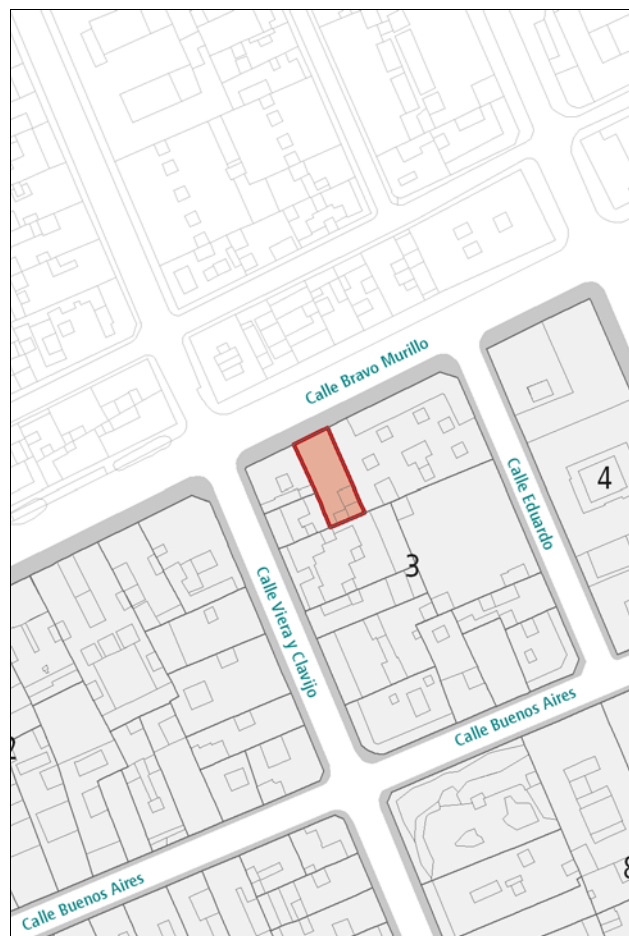 Calle Bravo Murillo
4
Calle Eduardo
3
Calle Viera y Clavijo
Calle Buenos Aires
2
Calle Buenos Aires
8